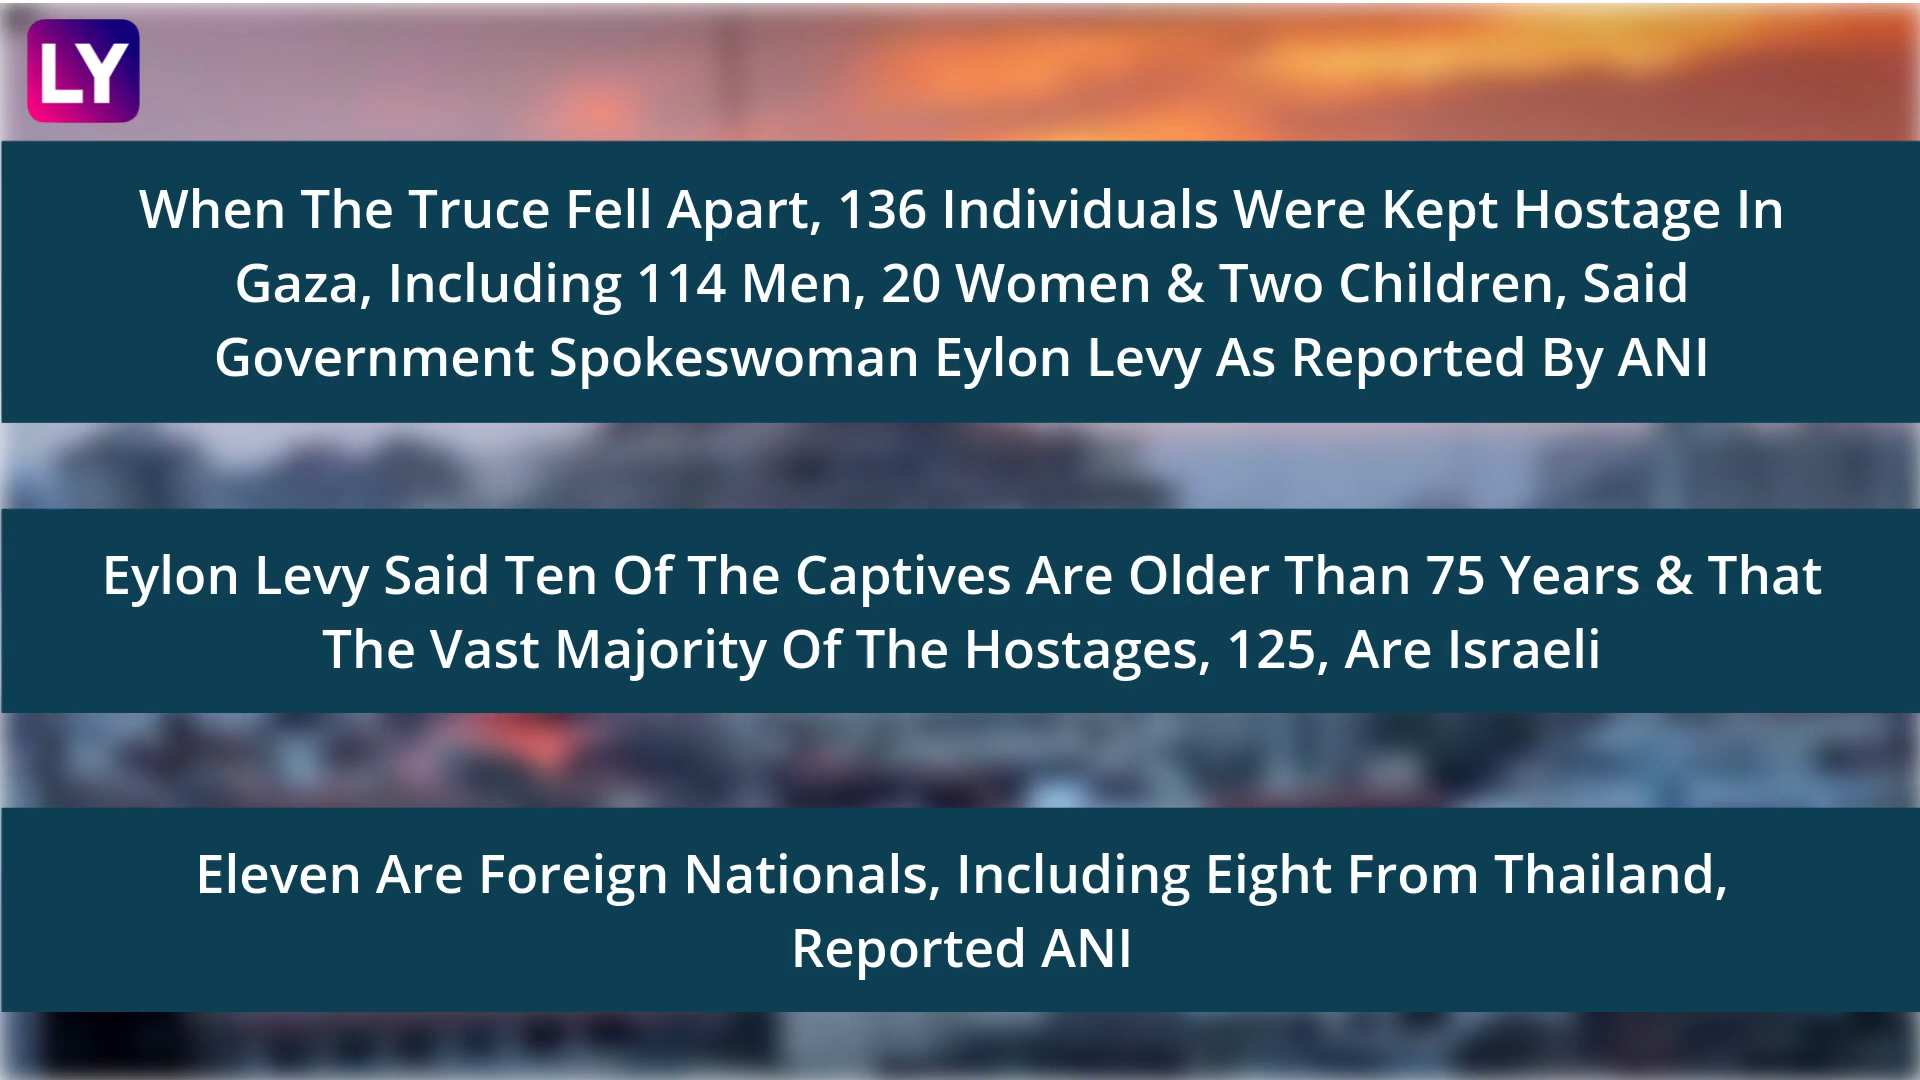 LY
When The Truce Fell Apart, 136 Individuals Were Kept Hostage In
Gaza, Including 114 Men, 20 Women & Two Children, Said
Government Spokeswoman Eylon Levy As Reported By ANI
Eylon Levy Said Ten Of The Captives Are Older Than 75 Years & That
The Vast Majority Of The Hostages, 125, Are Israeli
Eleven Are Foreign Nationals, Including Eight From Thailand,
Reported ANI